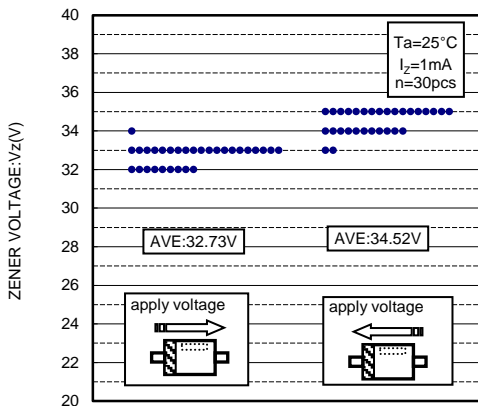 40
38
36
34
32
30
28
26
24
22
20
ZENER VOLTAGE:Vz(V)
Ta=25°C
IZ=1mA
n=30pcs
AVE:32.73V
AVE:34.52V
apply voltage
apply voltage